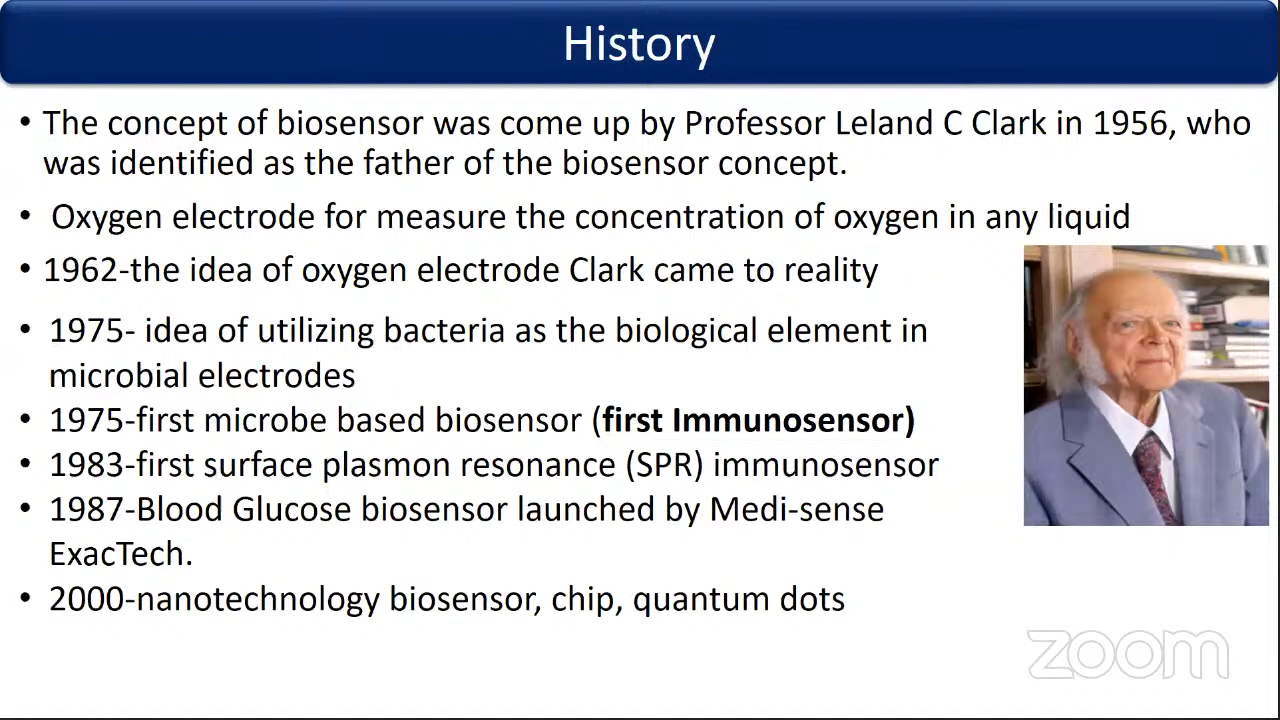 History
• The concept of biosensor was come up by Professor Leland C Clark in 1956, who
was identified as the father of the biosensor concept.
• Oxygen electrode for measure the concentration of oxygen in any liquid
• 1962-the idea of oxygen electrode Clark came to reality
• 1975- idea of utilizing bacteria as the biological element in
microbial electrodes
• 1975-first microbe based biosensor (first Immunosensor)
• 1983-first surface plasmon resonance (SPR) immunosensor
• 1987-Blood Glucose biosensor launched by Medi-sense
ExacTech.
• 2000-nanotechnology biosensor, chip, quantum dots
zoom